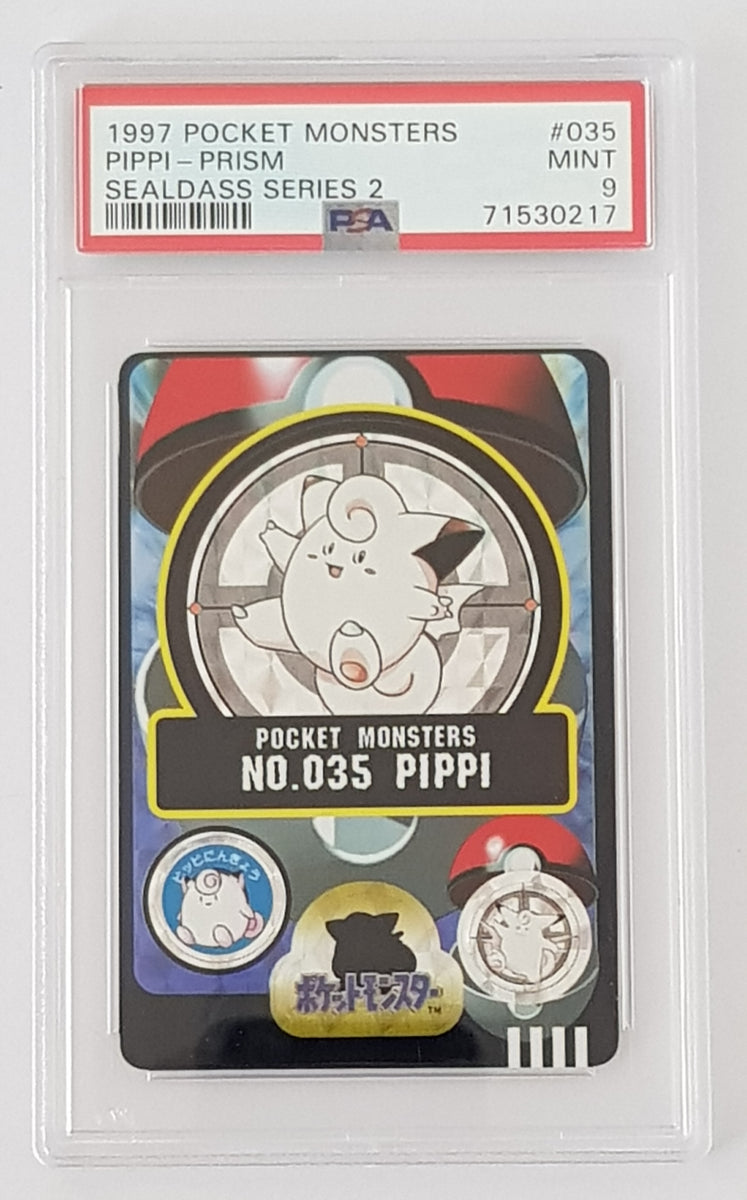 1997 POCKET MONSTERS #035
PIPPI – PRISM MINT
SEALDASS SERIES 2 9
PSA 71530217
POCKET MONSTERS
NO.035 PIPPI
ピッピにんぎょう
ポケットモンスター
TM